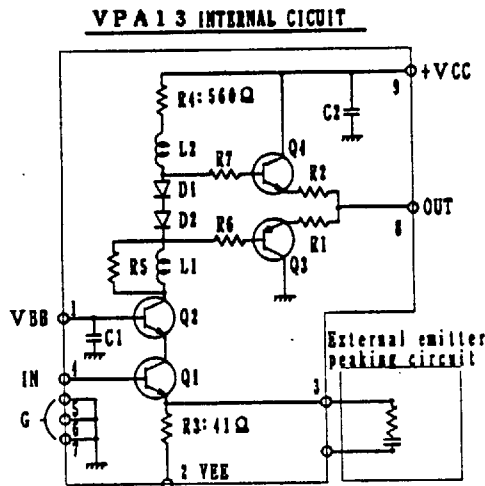 VPA13 INTERNAL CICUIT
+VCC
9
R4:560Ω
C2
L2
R7
Q4
R2
D1
D2
R6
OUT
8
R1
Q3
R5
L1
1
VBB
C1
Q2
External emitter
peaking circuit
4
IN
Q1
3
5
G
6
7
R3:41Ω
2 VEE